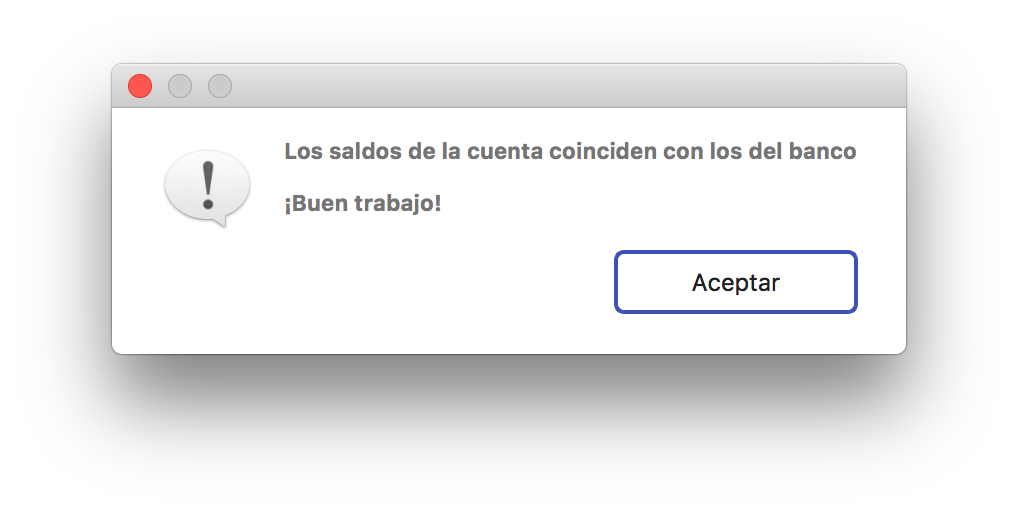 Los saldos de la cuenta coinciden con los del banco
¡Buen trabajo!
Aceptar